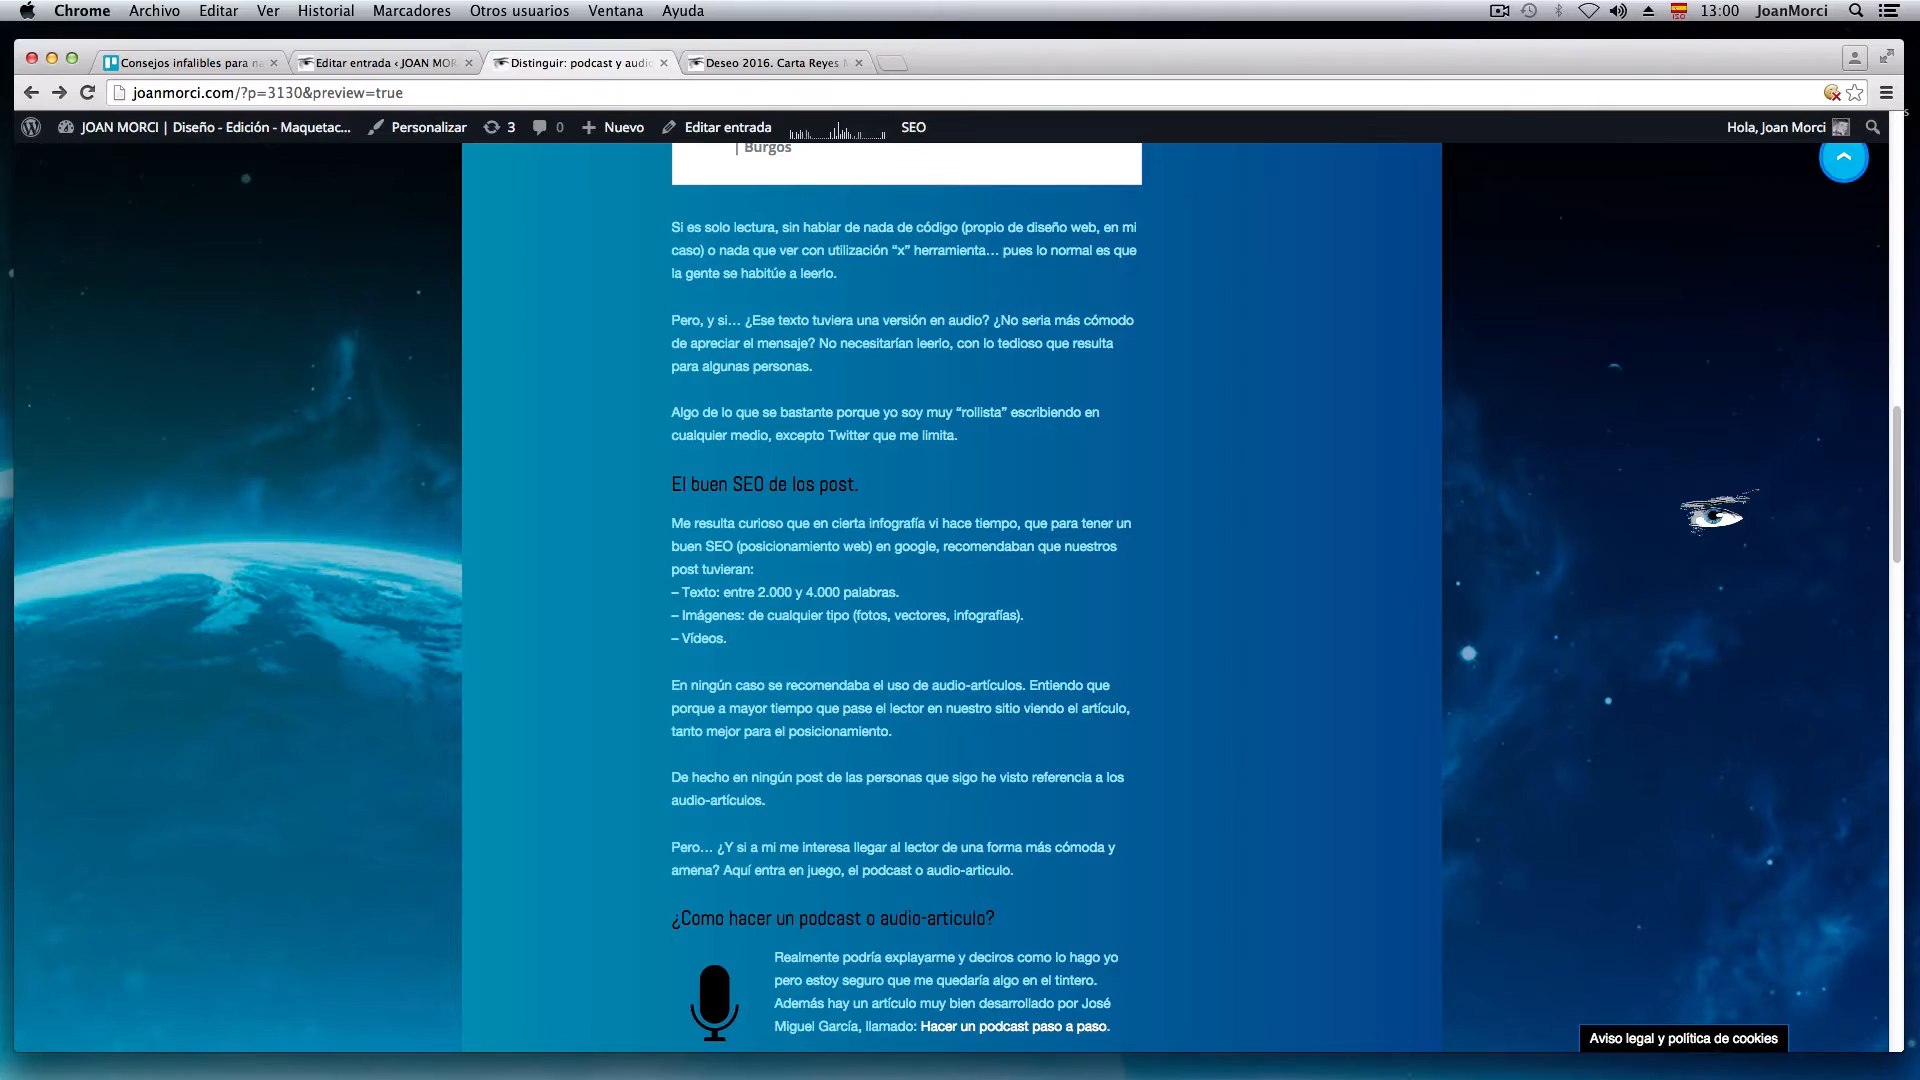 Chrome Archivo Editar Ver Historial Marcadores Otros usuarios Ventana Ayuda 13:00 JoanMorci
Consejos infalibles para na Editar entrada ‹ JOAN MOR Distinguir: podcast y audio Deseo 2016. Carta Reyes
joanmorci.com/?p=3130&preview=true
JOAN MORCI | Diseño - Edición - Maquetac... Personalizar 3 0 Nuevo Editar entrada SEO Hola, Joan Morci
| Burgos
Si es solo lectura, sin hablar de nada de código (propio de diseño web, en mi
caso) o nada que ver con utilización “x” herramienta… pues lo normal es que
la gente se habitúe a leerlo.
Pero, y si… ¿Ese texto tuviera una versión en audio? ¿No seria más cómodo
de apreciar el mensaje? No necesitarían leerlo, con lo tedioso que resulta
para algunas personas.
Algo de lo que se bastante porque yo soy muy “rollista” escribiendo en
cualquier medio, excepto Twitter que me limita.
El buen SEO de los post.
Me resulta curioso que en cierta infografía vi hace tiempo, que para tener un
buen SEO (posicionamiento web) en google, recomendaban que nuestros
post tuvieran:
– Texto: entre 2.000 y 4.000 palabras.
– Imágenes: de cualquier tipo (fotos, vectores, infografías).
– Vídeos.
En ningún caso se recomendaba el uso de audio-artículos. Entiendo que
porque a mayor tiempo que pase el lector en nuestro sitio viendo el artículo,
tanto mejor para el posicionamiento.
De hecho en ningún post de las personas que sigo he visto referencia a los
audio-artículos.
Pero… ¿Y si a mi me interesa llegar al lector de una forma más cómoda y
amena? Aquí entra en juego, el podcast o audio-articulo.
¿Como hacer un podcast o audio-articulo?
Realmente podría explayarme y deciros como lo hago yo
pero estoy seguro que me quedaría algo en el tintero.
Además hay un artículo muy bien desarrollado por José
Miguel García, llamado: Hacer un podcast paso a paso.
Aviso legal y política de cookies